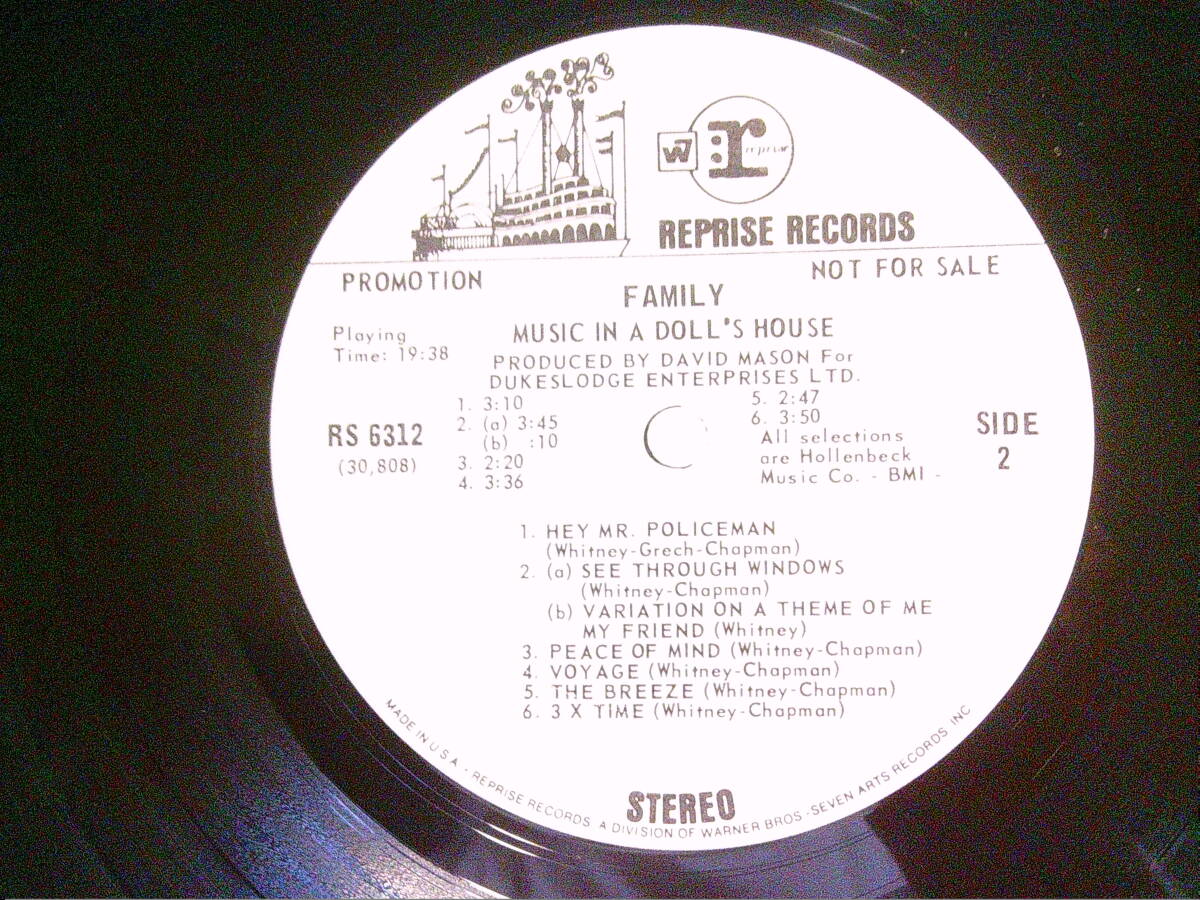 W7
r
reprise
REPRISE RECORDS
PROMOTION
NOT FOR SALE
FAMILY
MUSIC IN A DOLL'S HOUSE
Playing
Time: 19:38
PRODUCED BY DAVID MASON For
DUKESLODGE ENTERPRISES LTD.
1. 3:10
2. (a) 3:45
(b) :10
3. 2:20
4. 3:36
5. 2:47
6. 3:50
All selections
are Hollenbeck
Music Co. - BMI -
RS 6312
(30,808)
SIDE
2
1. HEY MR. POLICEMAN
(Whitney-Grech-Chapman)
2. (a) SEE THROUGH WINDOWS
(Whitney-Chapman)
(b) VARIATION ON A THEME OF ME
MY FRIEND (Whitney)
3. PEACE OF MIND (Whitney-Chapman)
4. VOYAGE (Whitney-Chapman)
5. THE BREEZE (Whitney-Chapman)
6. 3 X TIME (Whitney-Chapman)
STEREO
MADE IN U.S.A. - REPRISE RECORDS, A DIVISION OF WARNER BROS.-SEVEN ARTS RECORDS, INC